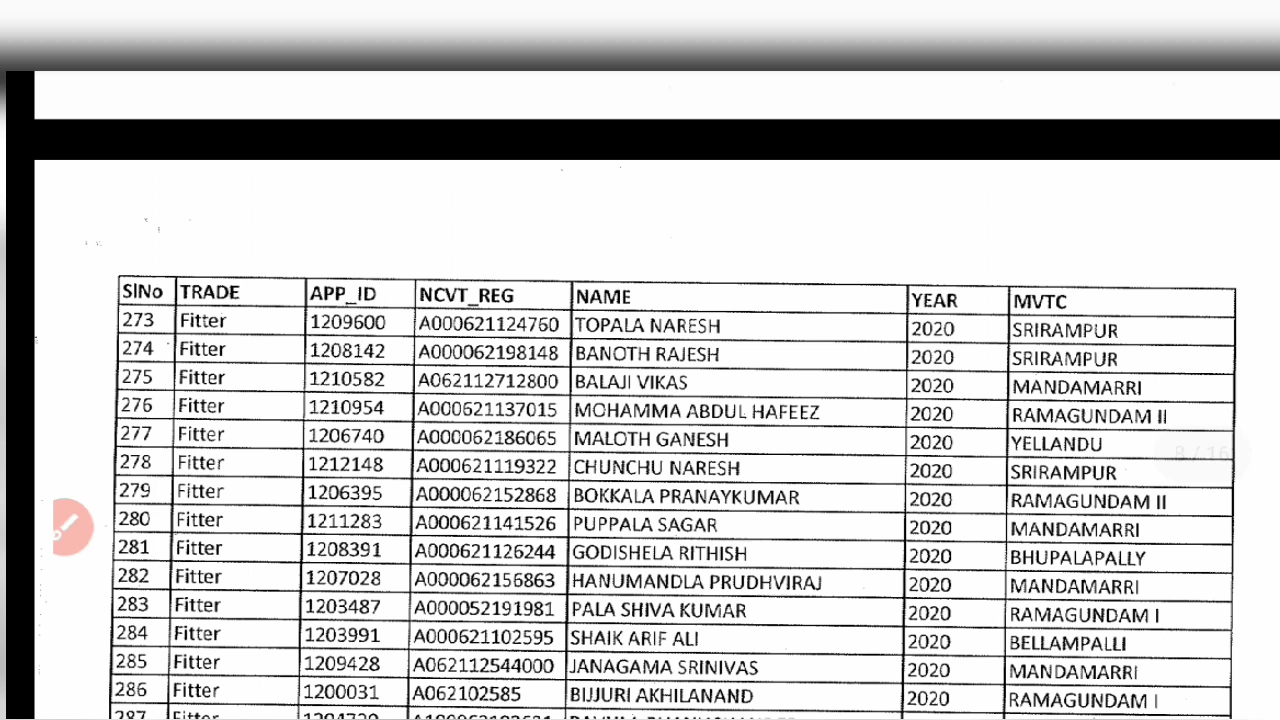 SlNo TRADE APP_ID NCVT_REG NAME YEAR MVTC
273 Fitter 1209600 A000621124760 TOPALA NARESH 2020 SRIRAMPUR
274 Fitter 1208142 A000062198148 BANOTH RAJESH 2020 SRIRAMPUR
275 Fitter 1210582 A062112712800 BALAJI VIKAS 2020 MANDAMARRI
276 Fitter 1210954 A000621137015 MOHAMMA ABDUL HAFEEZ 2020 RAMAGUNDAM II
277 Fitter 1206740 A000062186065 MALOTH GANESH 2020 YELLANDU
8 / 16
278 Fitter 1212148 A000621119322 CHUNCHU NARESH 2020 SRIRAMPUR
279 Fitter 1206395 A000062152868 BOKKALA PRANAYKUMAR 2020 RAMAGUNDAM II
280 Fitter 1211283 A000621141526 PUPPALA SAGAR 2020 MANDAMARRI
281 Fitter 1208391 A000621126244 GODISHELA RITHISH 2020 BHUPALAPALLY
282 Fitter 1207028 A000062156863 HANUMANDLA PRUDHVIRAJ 2020 MANDAMARRI
283 Fitter 1203487 A000052191981 PALA SHIVA KUMAR 2020 RAMAGUNDAM I
284 Fitter 1203991 A000621102595 SHAIK ARIF ALI 2020 BELLAMPALLI
285 Fitter 1209428 A062112544000 JANAGAMA SRINIVAS 2020 MANDAMARRI
286 Fitter 1200031 A062102585 BIJJURI AKHILANAND 2020 RAMAGUNDAM I
287 Fitter